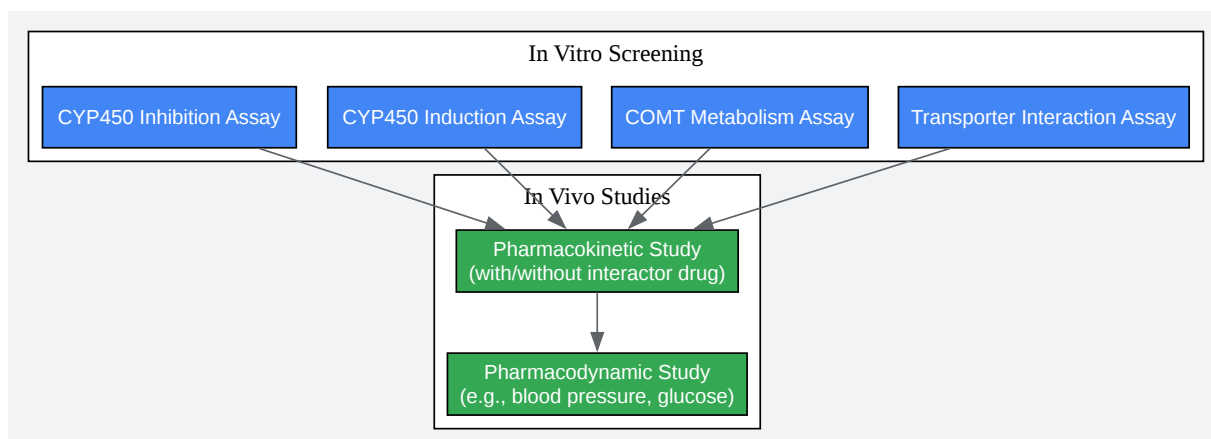 In Vitro Screening
CYP450 Inhibition Assay
CYP450 Induction Assay
COMT Metabolism Assay
Transporter Interaction Assay
In Vivo Studies
Pharmacokinetic Study
(with/without interactor drug)
Pharmacodynamic Study
(e.g., blood pressure, glucose)